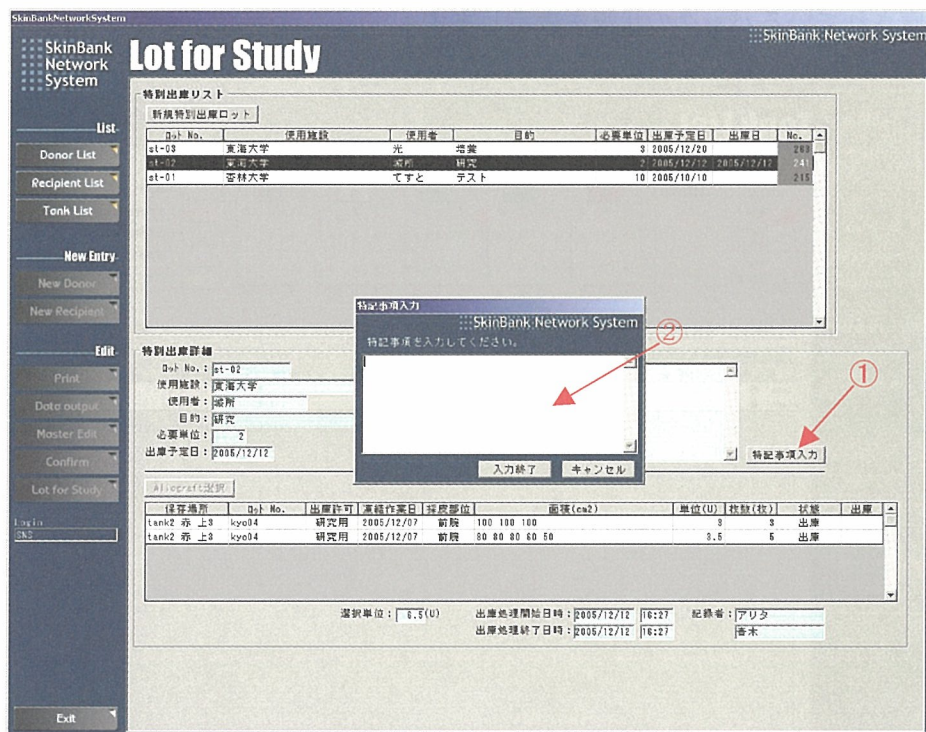 SkinBankNetworkSystem
SkinBank Network System
SkinBank
Network
System
Lot for Study
List
Donor List
Recipient List
Tank List
New Entry
New Donor
New Recipient
Edit
Print
Data output
Master Edit
Confirm
Lot for Study
Login
SNS
Exit
特別出庫リスト
新規特別出庫ロット
ロット No. 使用施設 使用者 目的 必要単位 出庫予定日 出庫日 No.
st-03 東海大学 光 培養 3 2005/12/20 283
st-02 東海大学 城所 研究 2 2005/12/12 2005/12/12 241
st-01 杏林大学 てすと テスト 10 2005/10/10 215
特記事項入力
SkinBank Network System
特記事項を入力してください。
②
入力終了 キャンセル
特別出庫詳細
ロット No.：st-02
使用施設：東海大学
使用者：城所
目的：研究
必要単位：2
出庫予定日：2005/12/12
①
特記事項入力
Allograft選択
保存場所 ロット No. 出庫許可 凍結作業日 採皮部位 面積(cm2) 単位(U) 枚数(枚) 状態 出庫
tank2 赤 上3 kyo04 研究用 2005/12/07 前腕 100 100 100 3 3 出庫
tank2 赤 上3 kyo04 研究用 2005/12/07 前腕 80 80 80 60 50 3.5 5 出庫
選択単位：6.5(U) 出庫処理開始日時：2005/12/12 16:27 記録者：アリタ
出庫処理終了日時：2005/12/12 16:27 青木